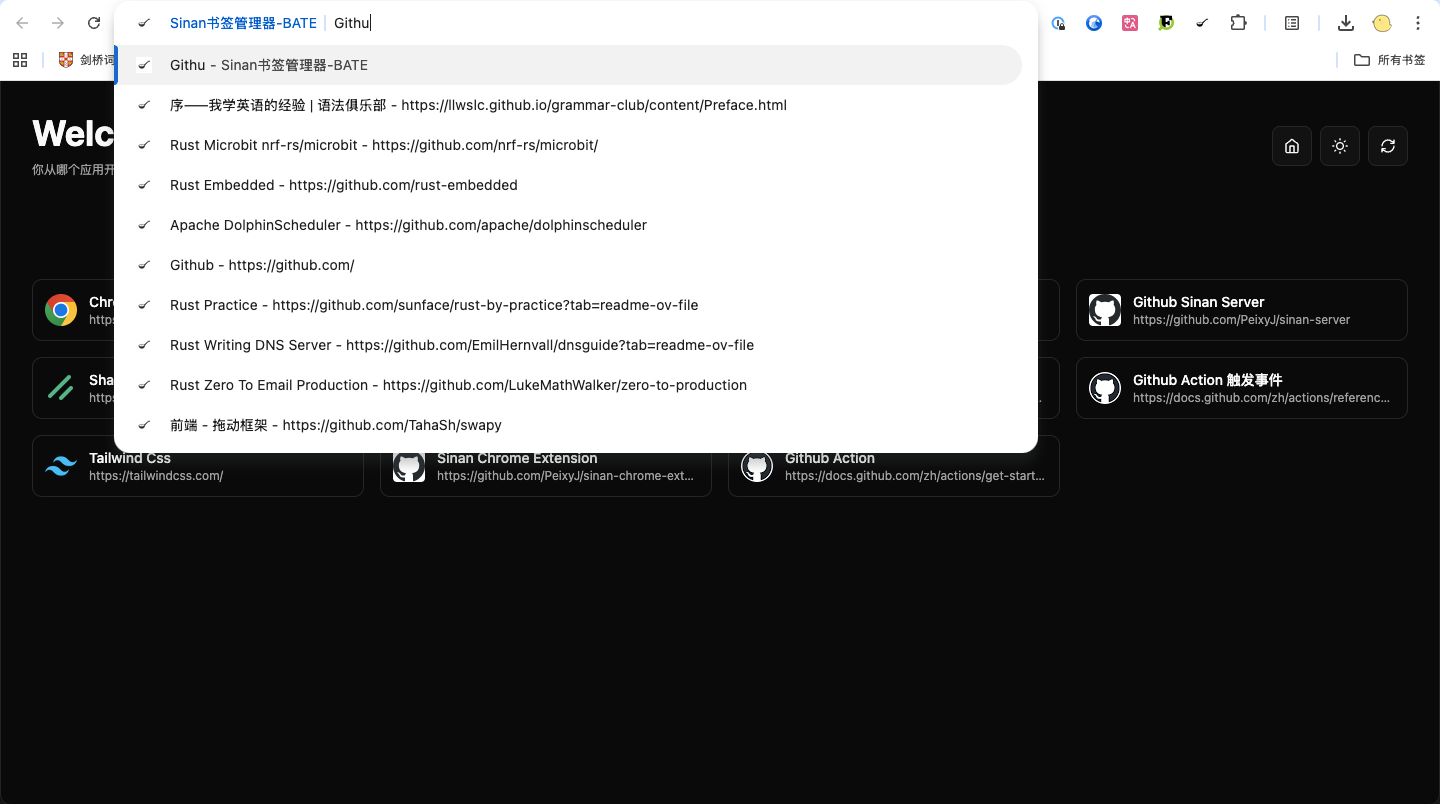 Sinan书签管理器-BATE | Githu
Githu - Sinan书签管理器-BATE
序——我学英语的经验 | 语法俱乐部 - https://llwslc.github.io/grammar-club/content/Preface.html
Rust Microbit nrf-rs/microbit - https://github.com/nrf-rs/microbit/
Rust Embedded - https://github.com/rust-embedded
Apache DolphinScheduler - https://github.com/apache/dolphinscheduler
Github - https://github.com/
Rust Practice - https://github.com/sunface/rust-by-practice?tab=readme-ov-file
Rust Writing DNS Server - https://github.com/EmilHernvall/dnsguide?tab=readme-ov-file
Rust Zero To Email Production - https://github.com/LukeMathWalker/zero-to-production
前端 - 拖动框架 - https://github.com/TahaSh/swapy
剑桥词
所有书签
Welc
你从哪个应用开
Chr
https
Github Sinan Server
https://github.com/PeixyJ/sinan-server
Sha
https
Github Action 触发事件
https://docs.github.com/zh/actions/referenc...
Tailwind Css
https://tailwindcss.com/
Sinan Chrome Extension
https://github.com/PeixyJ/sinan-chrome-ext...
Github Action
https://docs.github.com/zh/actions/get-start...